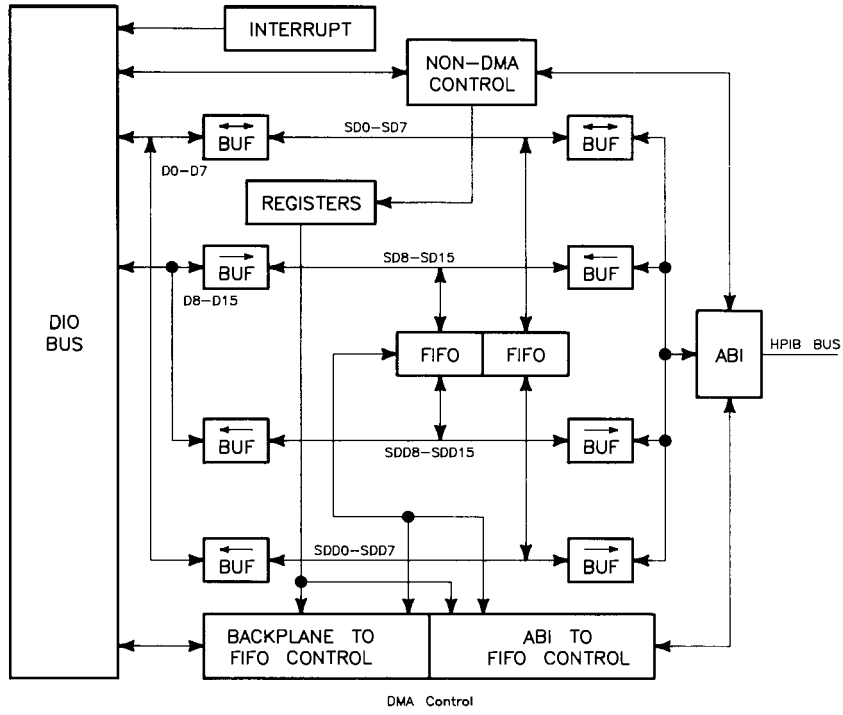 INTERRUPT
NON-DMA
CONTROL
BUF
SD0-SD7
BUF
D0-D7
REGISTERS
BUF
SD8-SD15
BUF
D8-D15
DIO
BUS
FIFO
FIFO
ABI
HPIB BUS
BUF
SDD8-SDD15
BUF
BUF
SDD0-SDD7
BUF
BACKPLANE TO
FIFO CONTROL
ABI TO
FIFO CONTROL
DMA Control